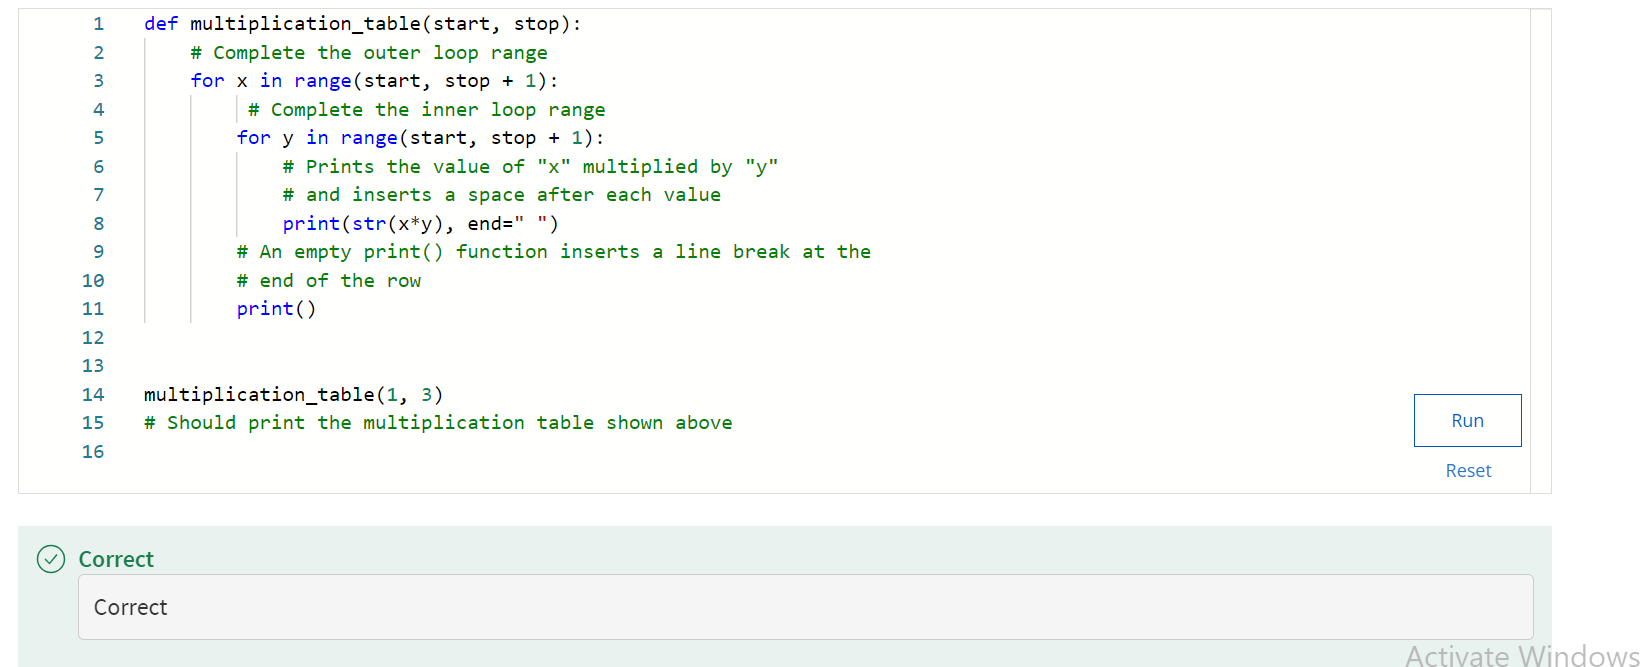 1 def multiplication_table(start, stop):
2 # Complete the outer loop range
3 for x in range(start, stop + 1):
4 # Complete the inner loop range
5 for y in range(start, stop + 1):
6 # Prints the value of "x" multiplied by "y"
7 # and inserts a space after each value
8 print(str(x*y), end=" ")
9 # An empty print() function inserts a line break at the
10 # end of the row
11 print()
12
13
14 multiplication_table(1, 3)
15 # Should print the multiplication table shown above
16
Run
Reset
Correct
Correct
Activate Windows